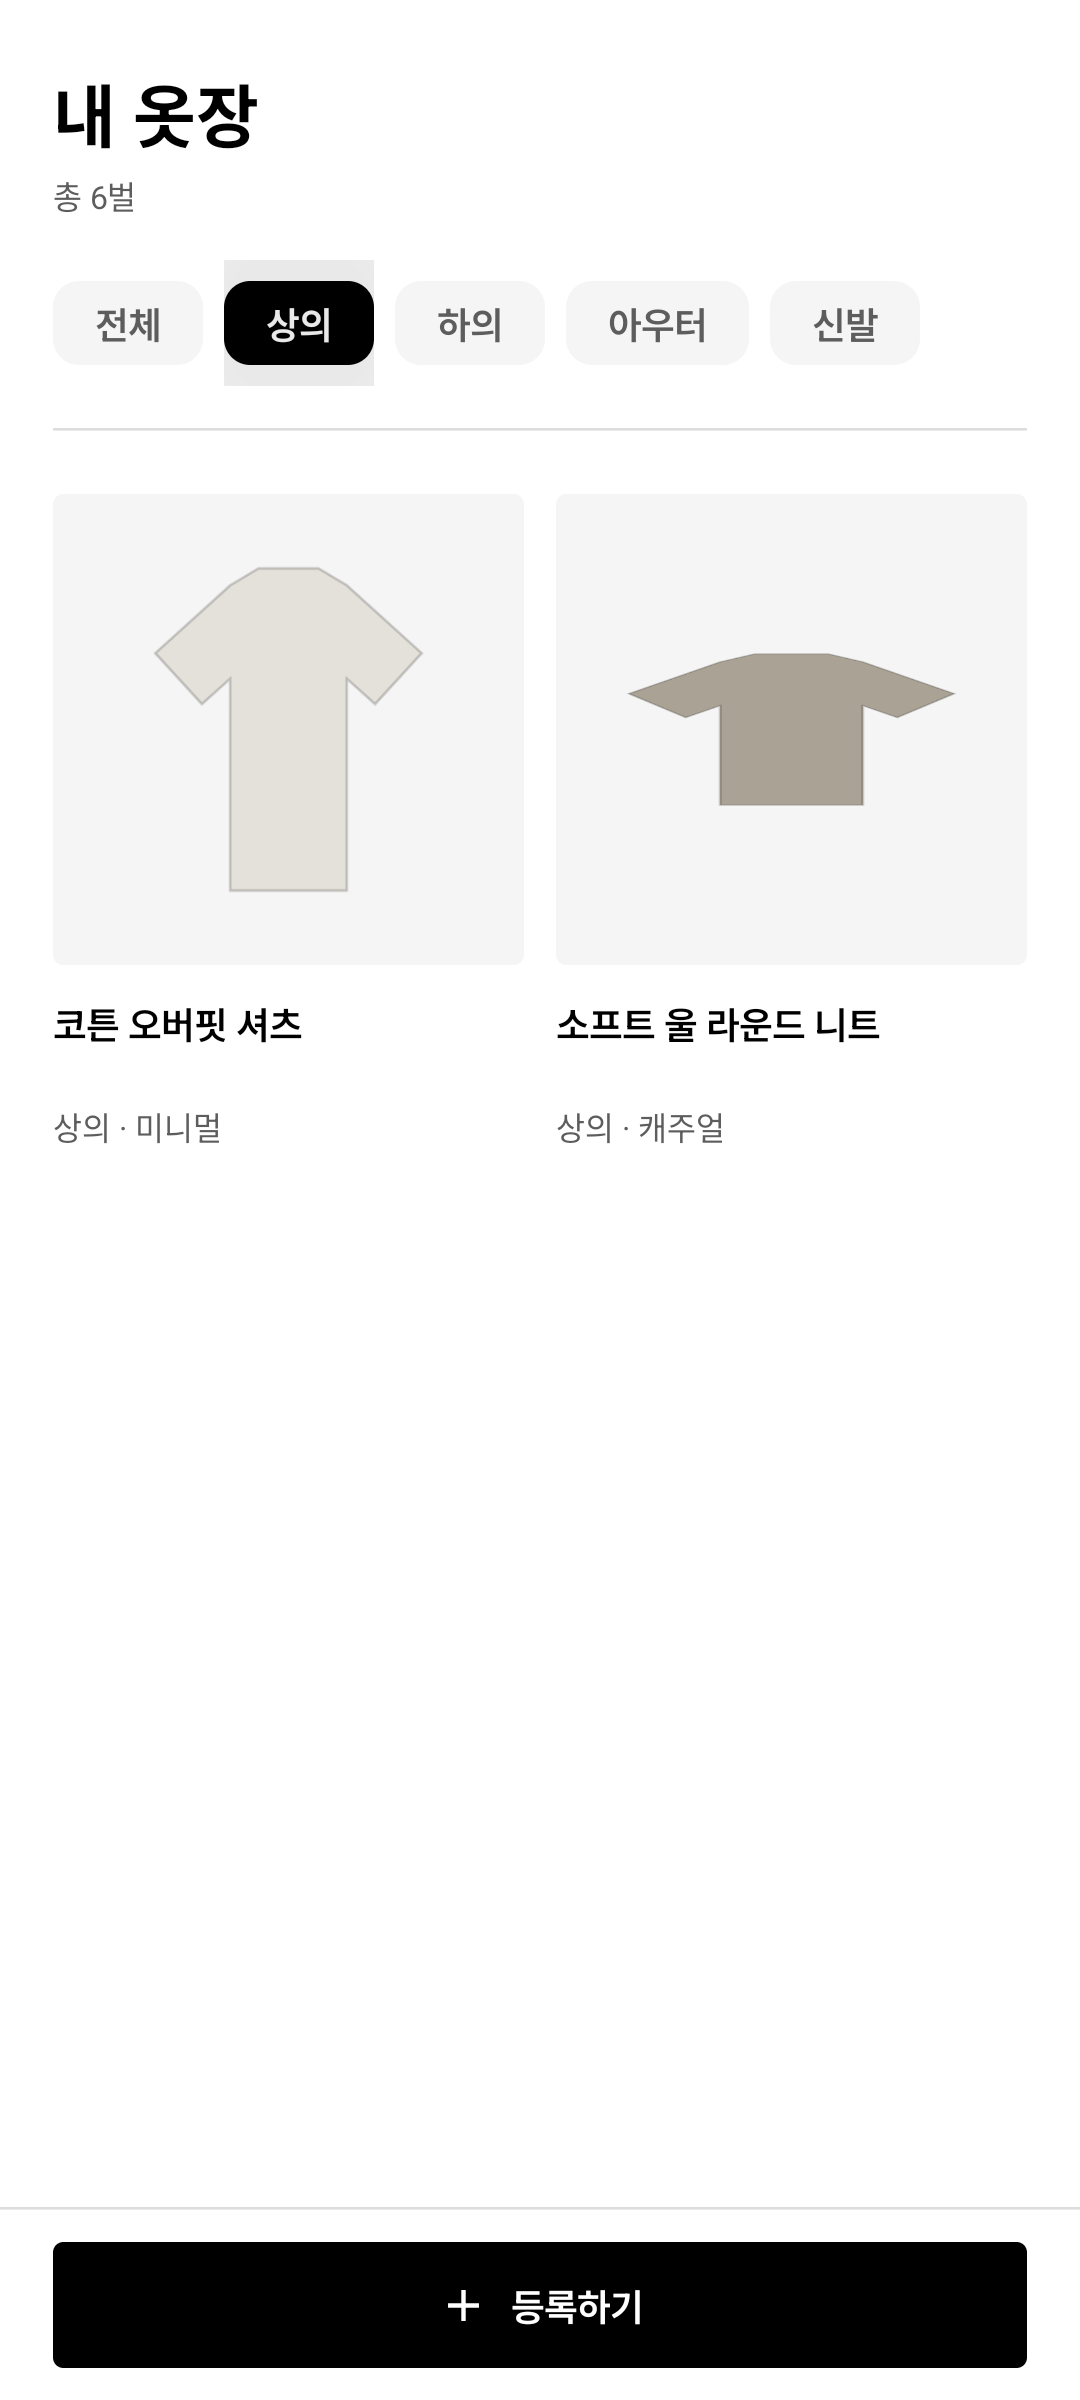 내 옷장
총 6벌
전체 상의 하의 아우터 신발
코튼 오버핏 셔츠
소프트 울 라운드 니트
상의 · 미니멀
상의 · 캐주얼
+ 등록하기